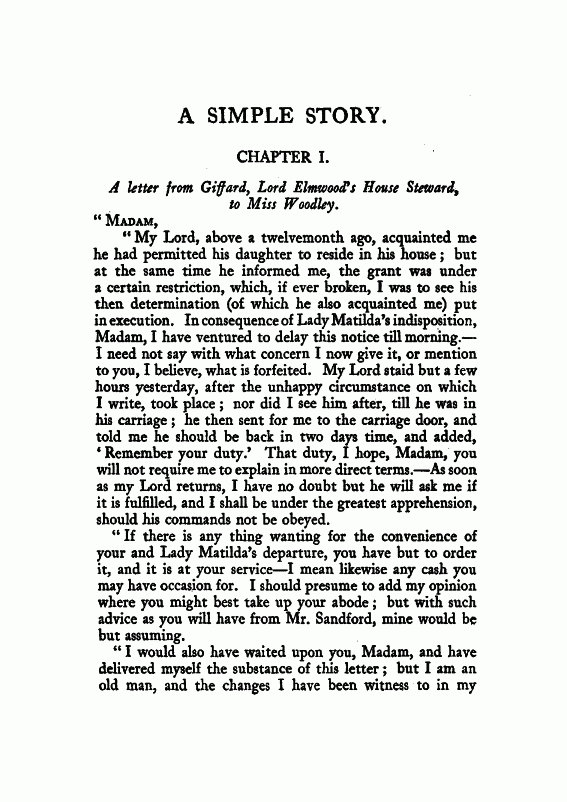 A SIMPLE STORY.
CHAPTER I.
A letter from Giffard, Lord Elmwood's House Steward,
to Miss Woodley.
“ MADAM,
“ My Lord, above a twelvemonth ago, acquainted me
he had permitted his daughter to reside in his house ; but
at the same time he informed me, the grant was under
a certain restriction, which, if ever broken, I was to see his
then determination (of which he also acquainted me) put
in execution. In consequence of Lady Matilda's indisposition,
Madam, I have ventured to delay this notice till morning.—
I need not say with what concern I now give it, or mention
to you, I believe, what is forfeited. My Lord staid but a few
hours yesterday, after the unhappy circumstance on which
I write, took place ; nor did I see him after, till he was in
his carriage ; he then sent for me to the carriage door, and
told me he should be back in two days time, and added,
‘ Remember your duty.’ That duty, I hope, Madam, you
will not require me to explain in more direct terms.—As soon
as my Lord returns, I have no doubt but he will ask me if
it is fulfilled, and I shall be under the greatest apprehension,
should his commands not be obeyed.
“ If there is any thing wanting for the convenience of
your and Lady Matilda's departure, you have but to order
it, and it is at your service—I mean likewise any cash you
may have occasion for. I should presume to add my opinion
where you might best take up your abode ; but with such
advice as you will have from Mr. Sandford, mine would be
but assuming.
“ I would also have waited upon you, Madam, and have
delivered myself the substance of this letter ; but I am an
old man, and the changes I have been witness to in my